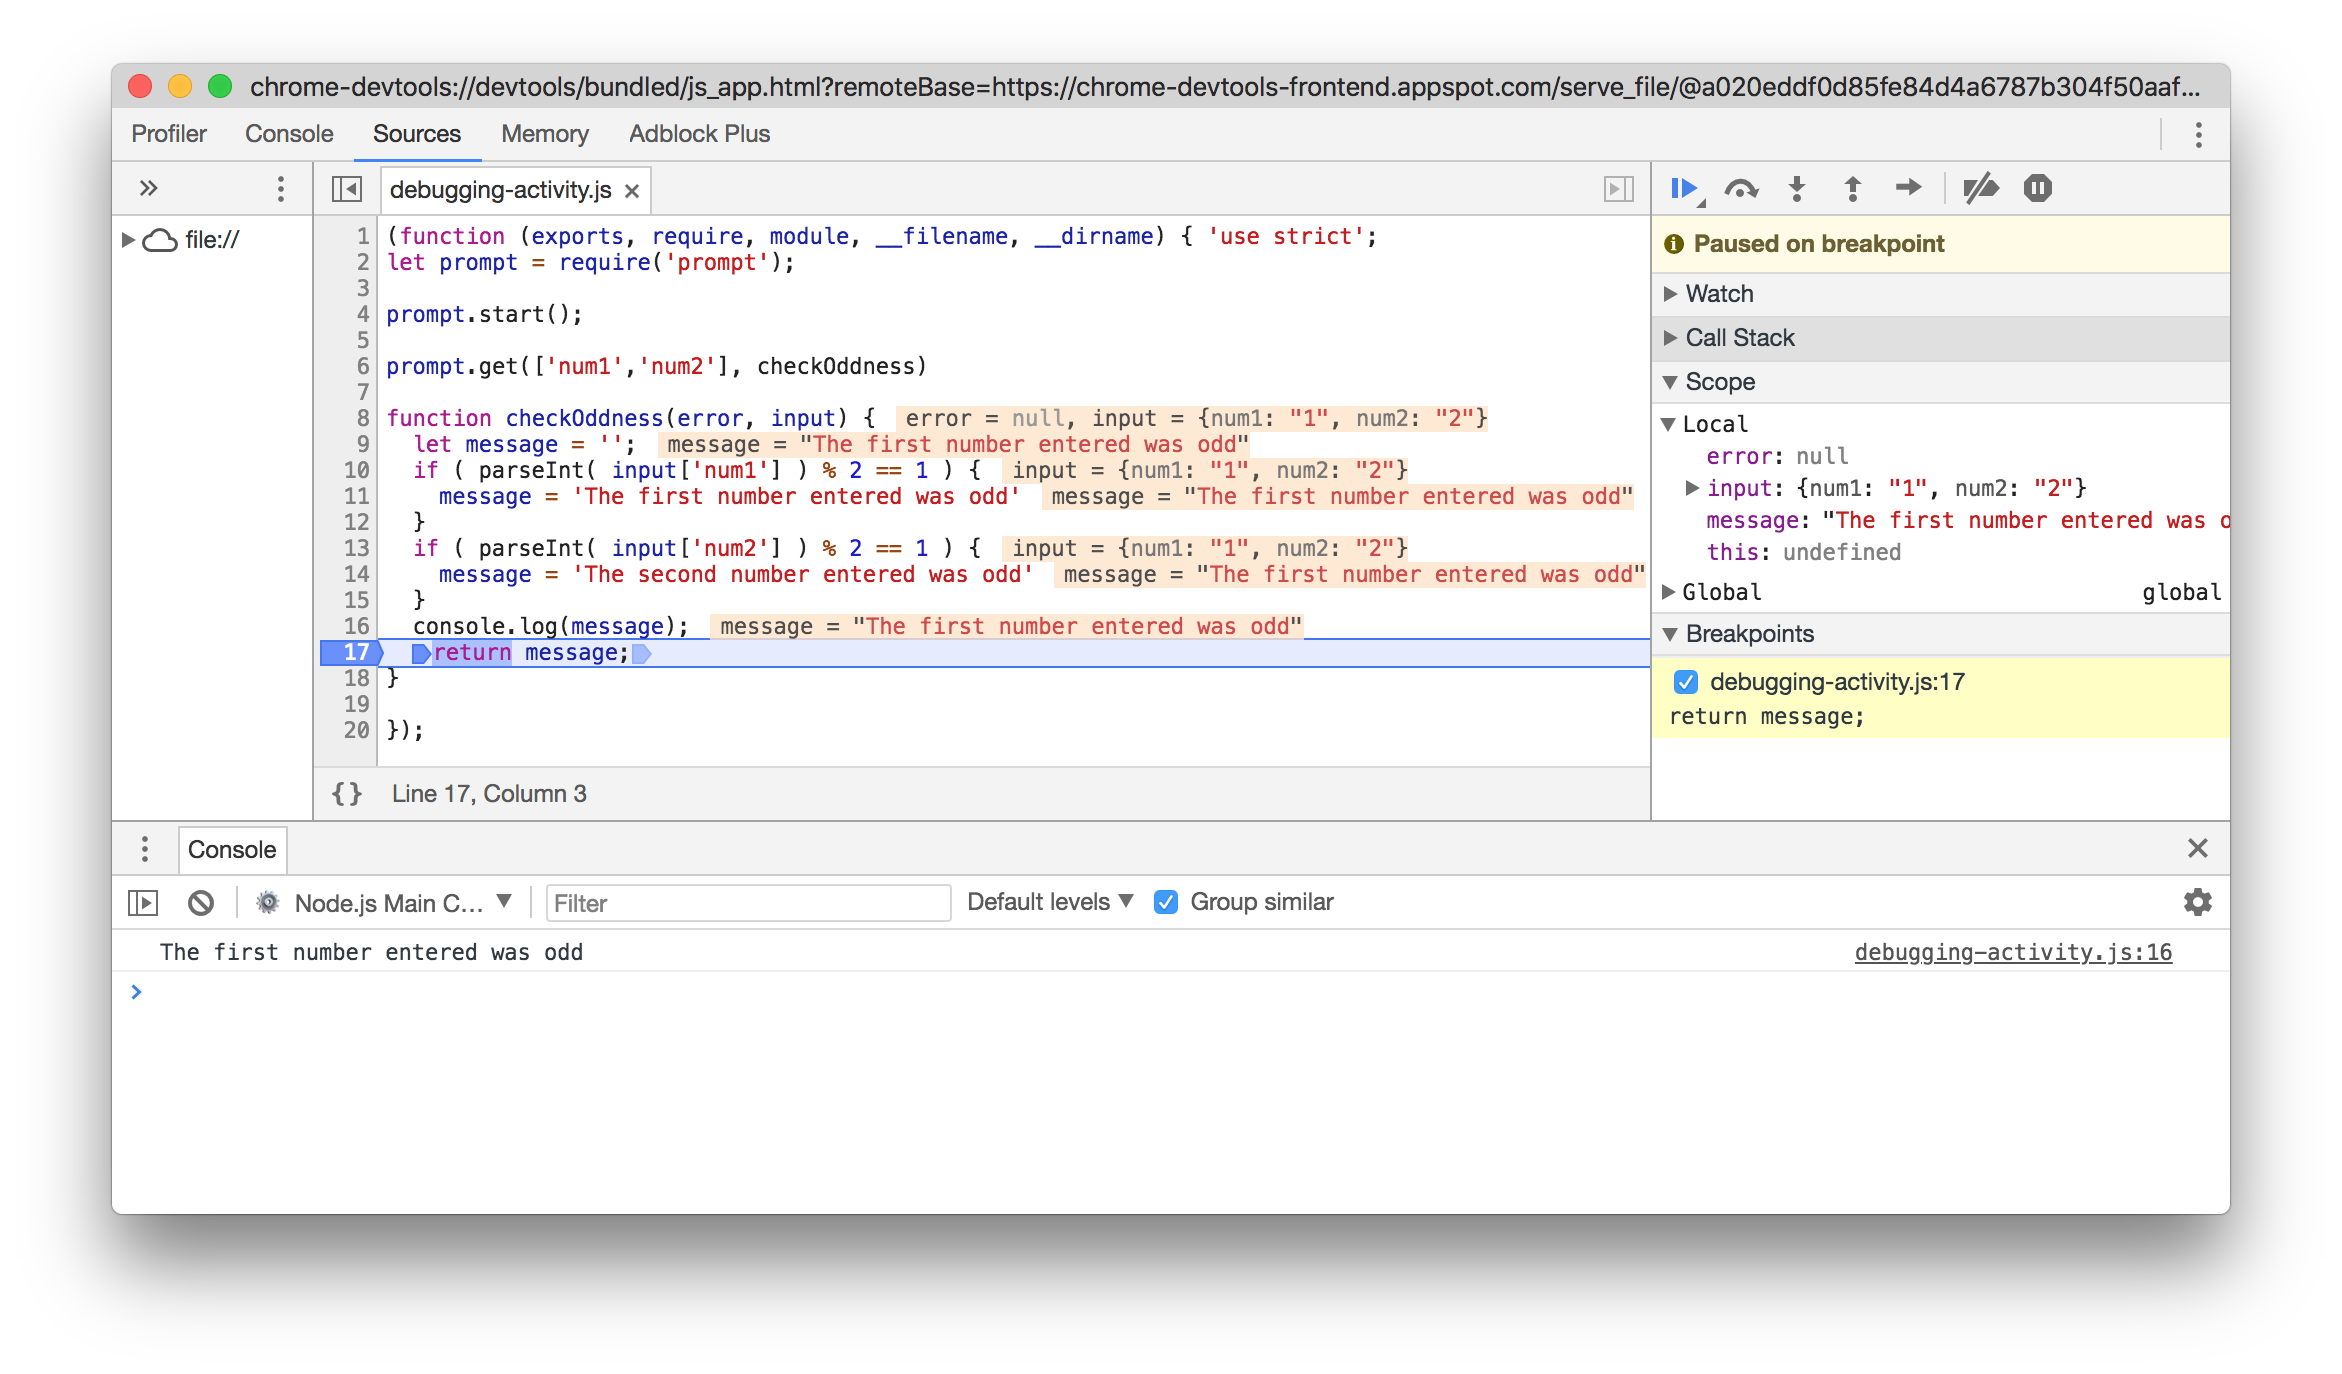 chrome-devtools://devtools/bundled/js_app.html?remoteBase=https://chrome-devtools-frontend.appspot.com/serve_file/@a020eddf0d85fe84d4a6787b304f50aaf...
Profiler Console Sources Memory Adblock Plus
file://
debugging-activity.js
1 (function (exports, require, module, __filename, __dirname) { 'use strict';
2 let prompt = require('prompt');
3
4 prompt.start();
5
6 prompt.get(['num1','num2'], checkOddness)
7
8 function checkOddness(error, input) { error = null, input = {num1: "1", num2: "2"}
9 let message = ''; message = "The first number entered was odd"
10 if ( parseInt( input['num1'] ) % 2 == 1 ) { input = {num1: "1", num2: "2"}
11 message = 'The first number entered was odd' message = "The first number entered was odd"
12 }
13 if ( parseInt( input['num2'] ) % 2 == 1 ) { input = {num1: "1", num2: "2"}
14 message = 'The second number entered was odd' message = "The first number entered was odd"
15 }
16 console.log(message); message = "The first number entered was odd"
17 return message;
18 }
19
20 });
{} Line 17, Column 3
Paused on breakpoint
Watch
Call Stack
Scope
Local
error: null
input: {num1: "1", num2: "2"}
message: "The first number entered was o
this: undefined
Global global
Breakpoints
debugging-activity.js:17
return message;
Console
Node.js Main C... Filter Default levels Group similar
The first number entered was odd debugging-activity.js:16